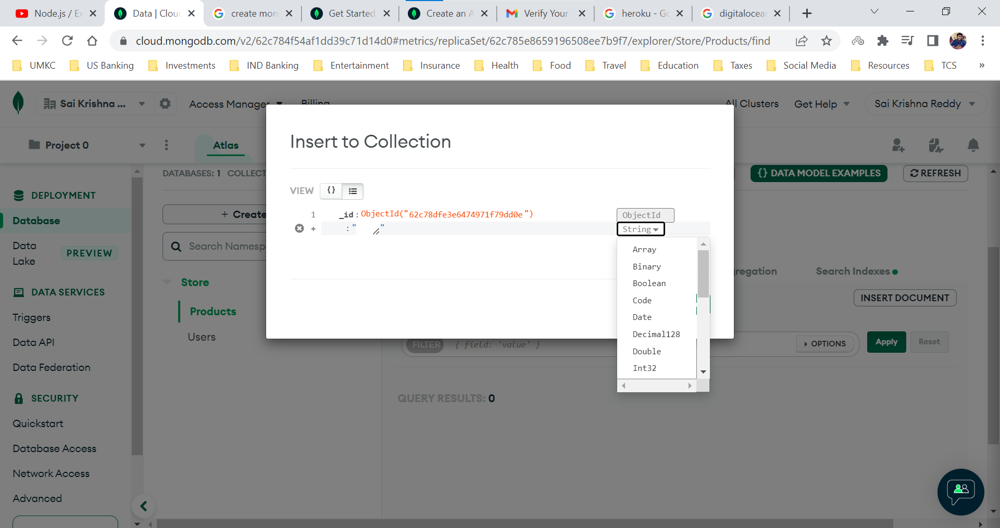 Node.js / Ex
Data | Clouc
create mon
Get Started
Create an A
Verify Your
heroku - Go
digitalocean
cloud.mongodb.com/v2/62c784f54af1dd39c71d14d0#metrics/replicaSet/62c785e8659196508ee7b9f7/explorer/Store/Products/find
UMKC
US Banking
Investments
IND Banking
Entertainment
Insurance
Health
Food
Travel
Education
Taxes
Social Media
Resources
TCS
»
Sai Krishna ...
Access Manager
Billing
All Clusters
Get Help
Sai Krishna Reddy
Project 0
Atlas
DEPLOYMENT
Database
Data
Lake
PREVIEW
DATA SERVICES
Triggers
Data API
Data Federation
SECURITY
Quickstart
Database Access
Network Access
Advanced
DATABASES: 1 COLLECT
+ Create
Search Namesp
Store
Products
Users
{} DATA MODEL EXAMPLES
REFRESH
regation
Search Indexes
INSERT DOCUMENT
FILTER
{ field: 'value' }
OPTIONS
Apply
Reset
QUERY RESULTS: 0
Insert to Collection
VIEW
{}
1 _id : ObjectId("62c78dfe3e6474971f79dd0e")
ObjectId
+ : " "
String
Array
Binary
Boolean
Code
Date
Decimal128
Double
Int32